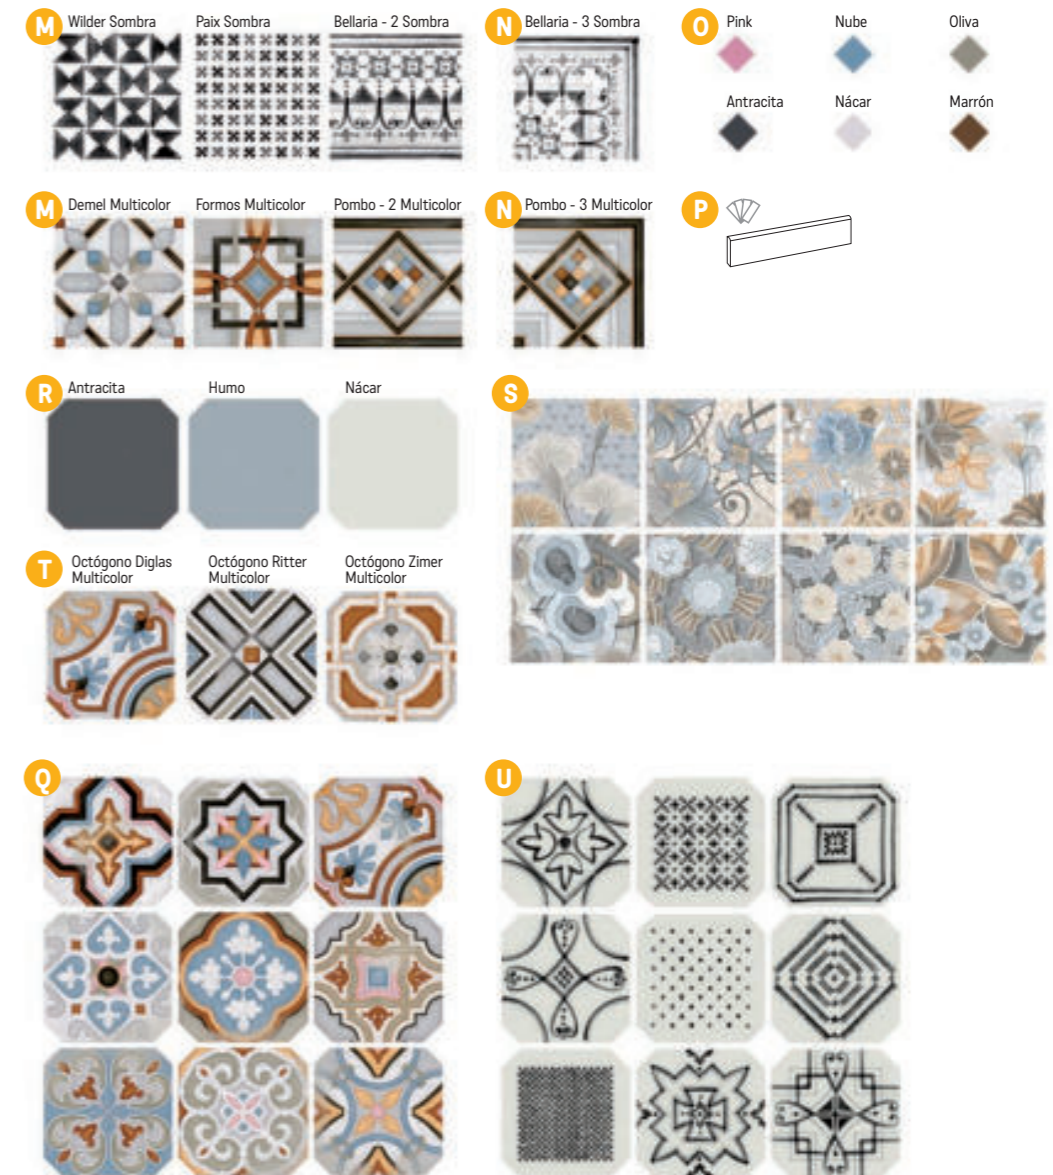 M Wilder Sombra Paix Sombra Bellaria - 2 Sombra N Bellaria - 3 Sombra O Pink Nube Oliva
Antracita Nácar Marrón
M Demel Multicolor Formos Multicolor Pombo - 2 Multicolor N Pombo - 3 Multicolor P
R Antracita Humo Nácar S
T Octógono Diglas Octógono Ritter Octógono Zimer
Multicolor Multicolor Multicolor
Q U